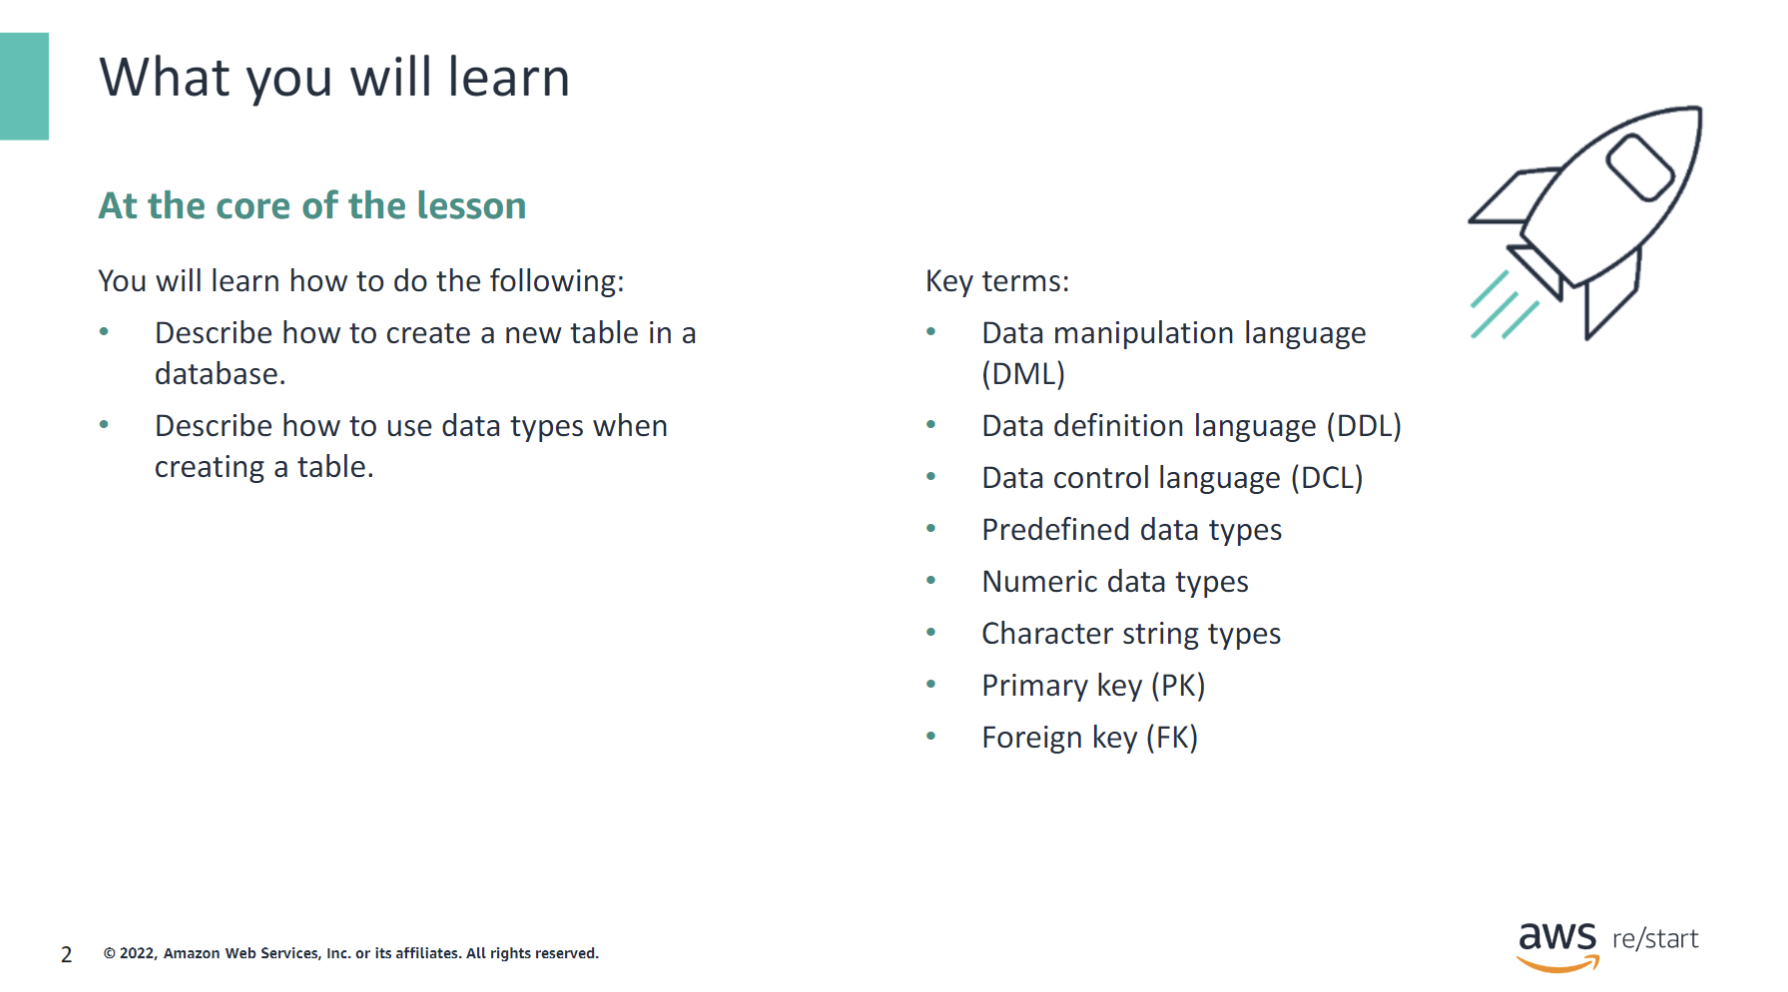 What you will learn
At the core of the lesson
You will learn how to do the following:
• Describe how to create a new table in a
database.
• Describe how to use data types when
creating a table.
Key terms:
• Data manipulation language
(DML)
• Data definition language (DDL)
• Data control language (DCL)
• Predefined data types
• Numeric data types
• Character string types
• Primary key (PK)
• Foreign key (FK)
2 © 2022, Amazon Web Services, Inc. or its affiliates. All rights reserved.
aws re/start